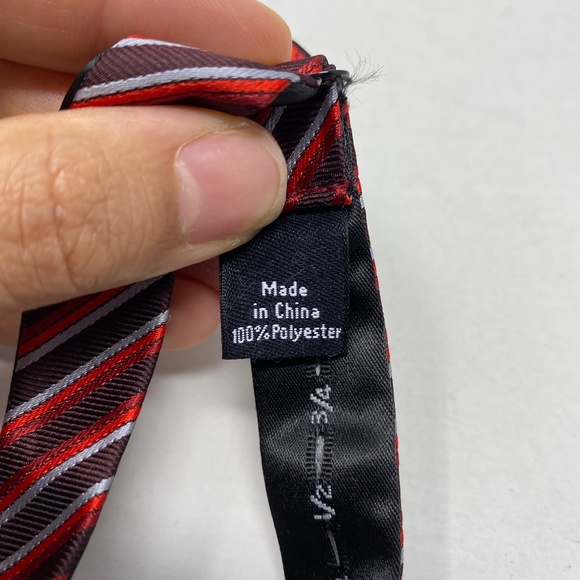 Made
in China
100% Polyester
3/4
1/2